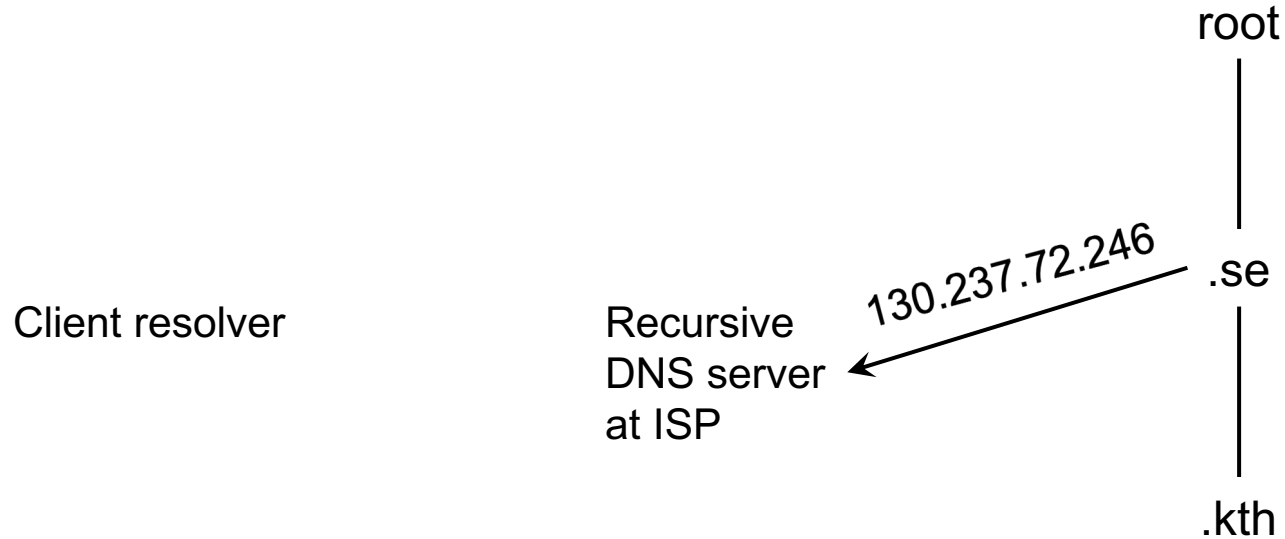 root
130.237.72.246
.se
Client resolver
Recursive
DNS server
at ISP
.kth